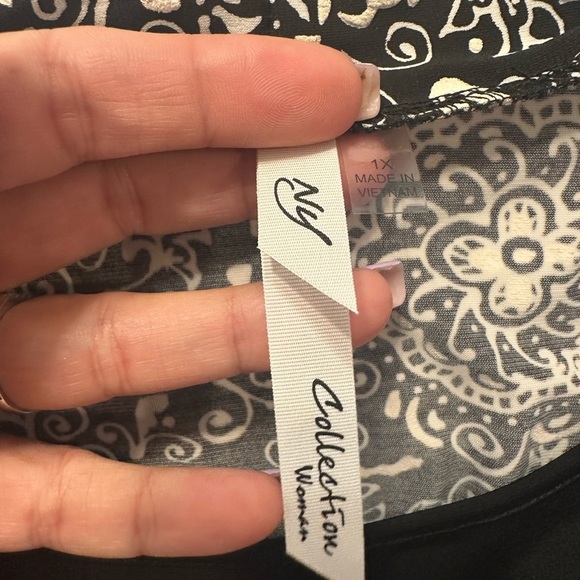 Ny
Collection
Woman
1X
MADE IN
VIETNAM